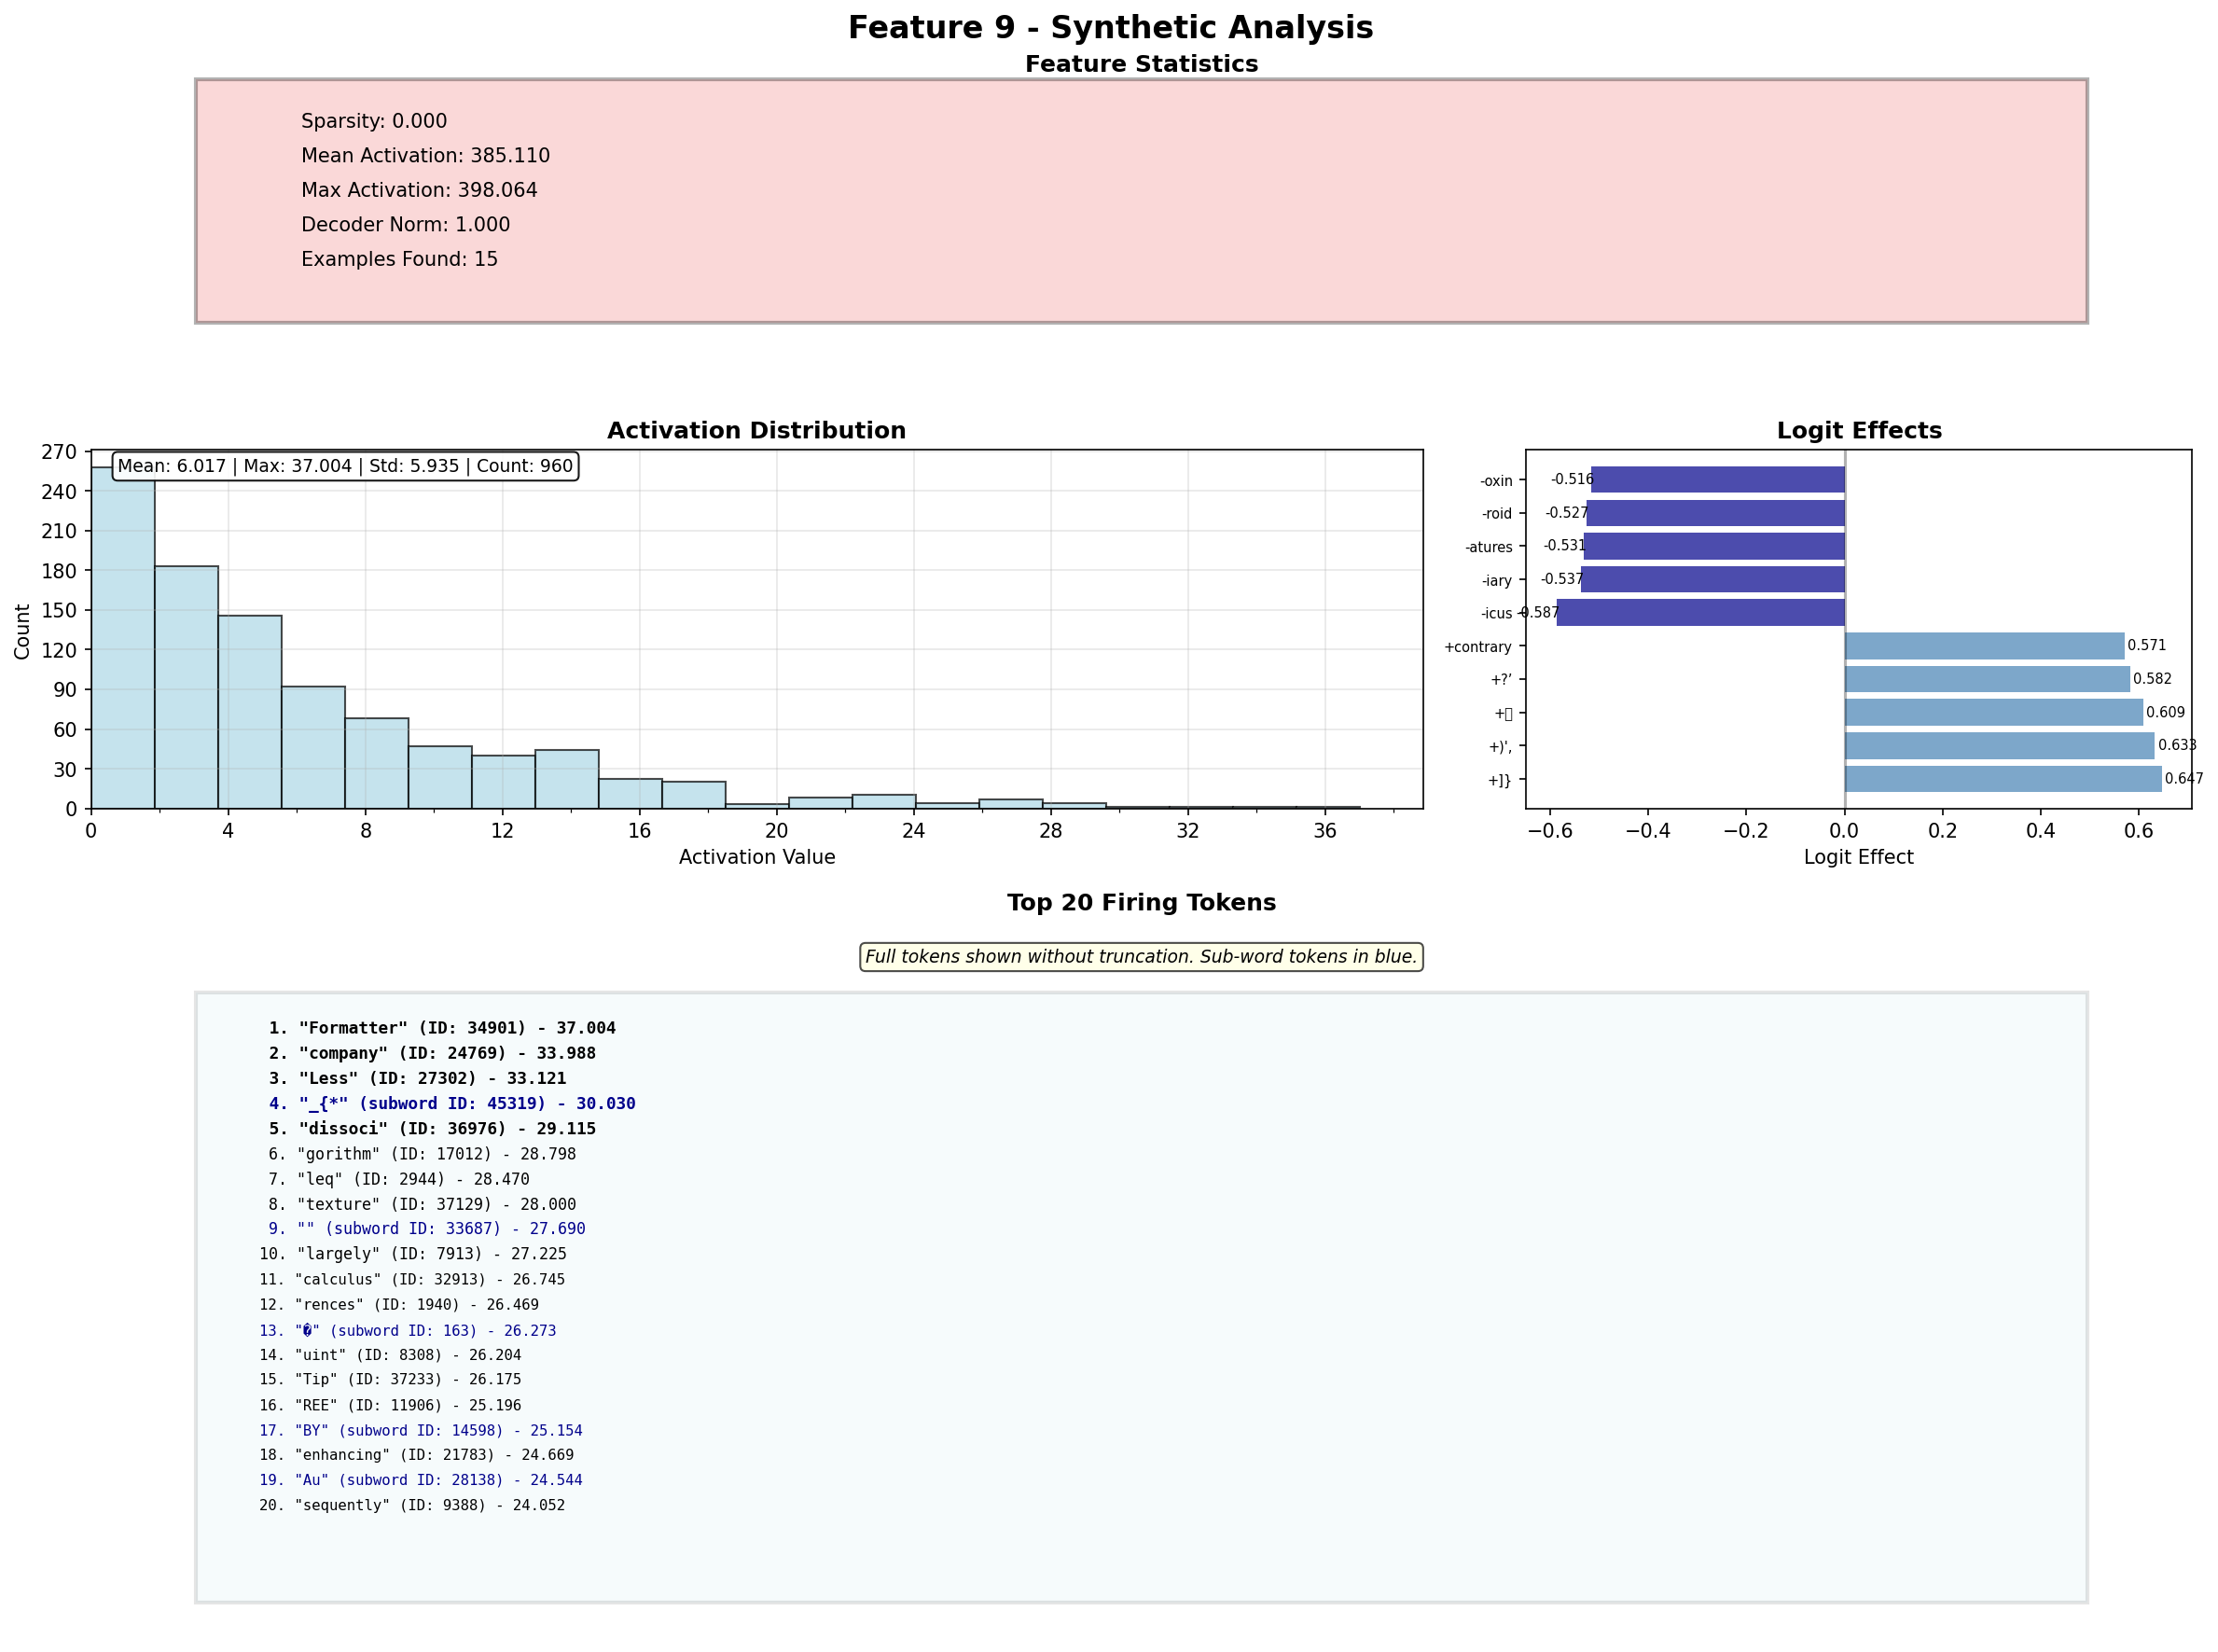 Feature 9 - Synthetic Analysis
Feature Statistics
Sparsity: 0.000
Mean Activation: 385.110
Max Activation: 398.064
Decoder Norm: 1.000
Examples Found: 15
Activation Distribution
Mean: 6.017 | Max: 37.004 | Std: 5.935 | Count: 960
270
240
210
180
150
120
90
60
30
0
Count
0 4 8 12 16 20 24 28 32 36
Activation Value
Logit Effects
-oxin -0.516
-roid -0.527
-atures -0.531
-iary -0.537
-icus -0.587
+contrary 0.571
+?’ 0.582
+▯ 0.609
+)', 0.633
+]} 0.647
−0.6 −0.4 −0.2 0.0 0.2 0.4 0.6
Logit Effect
Top 20 Firing Tokens
Full tokens shown without truncation. Sub-word tokens in blue.
1. "Formatter" (ID: 34901) - 37.004
2. "company" (ID: 24769) - 33.988
3. "Less" (ID: 27302) - 33.121
4. "_{*" (subword ID: 45319) - 30.030
5. "dissoci" (ID: 36976) - 29.115
6. "gorithm" (ID: 17012) - 28.798
7. "leq" (ID: 2944) - 28.470
8. "texture" (ID: 37129) - 28.000
9. "" (subword ID: 33687) - 27.690
10. "largely" (ID: 7913) - 27.225
11. "calculus" (ID: 32913) - 26.745
12. "rences" (ID: 1940) - 26.469
13. "�" (subword ID: 163) - 26.273
14. "uint" (ID: 8308) - 26.204
15. "Tip" (ID: 37233) - 26.175
16. "REE" (ID: 11906) - 25.196
17. "BY" (subword ID: 14598) - 25.154
18. "enhancing" (ID: 21783) - 24.669
19. "Au" (subword ID: 28138) - 24.544
20. "sequently" (ID: 9388) - 24.052